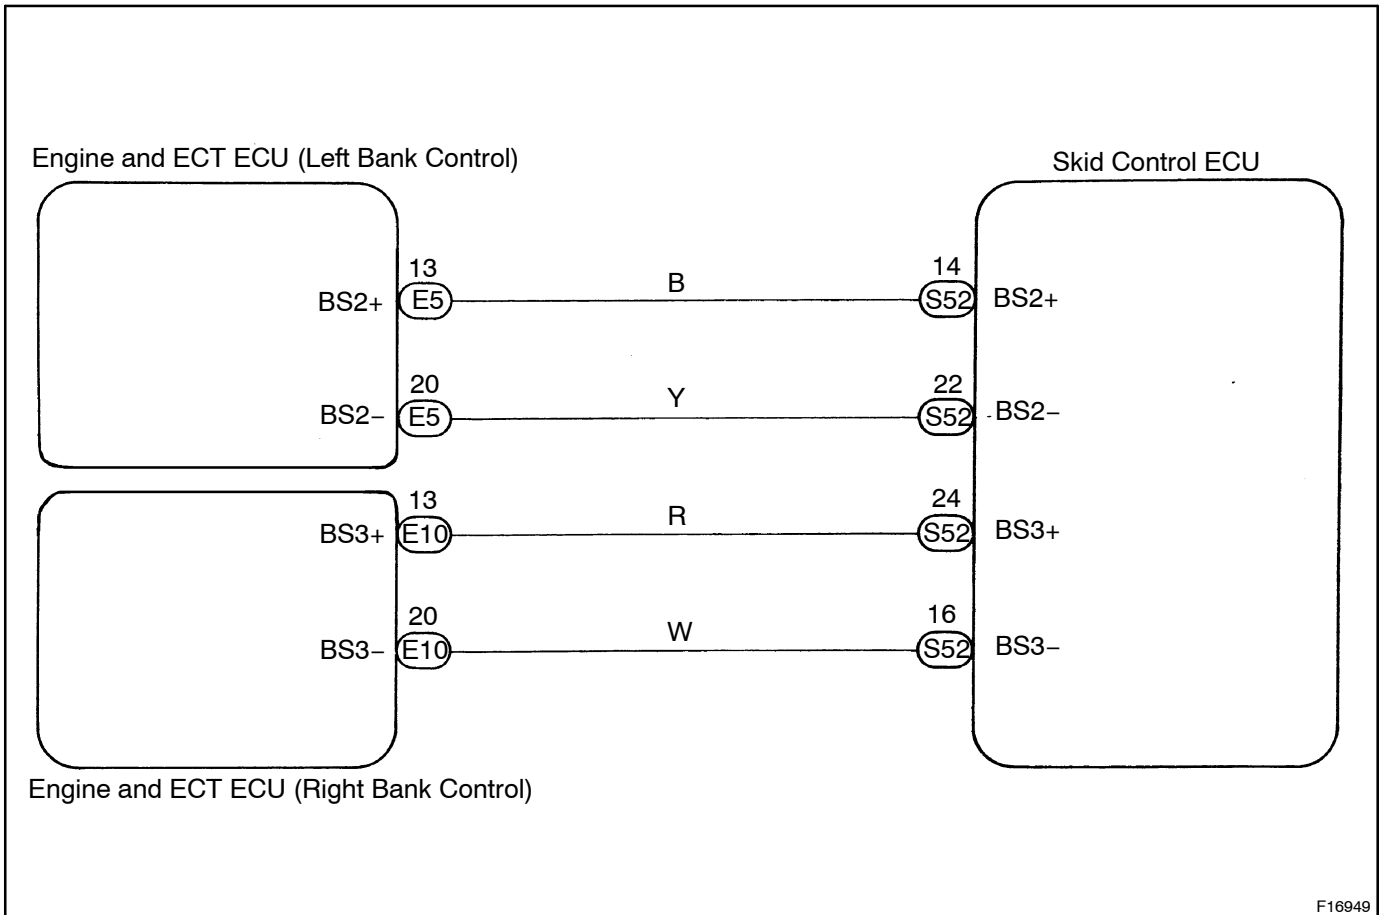 Engine and ECT ECU (Left Bank Control)
Skid Control ECU
13
B
14
BS2+
E5
S52
BS2+
20
Y
22
BS2−
E5
S52
BS2−
13
R
24
BS3+
E10
S52
BS3+
20
W
16
BS3−
E10
S52
BS3−
Engine and ECT ECU (Right Bank Control)
F16949